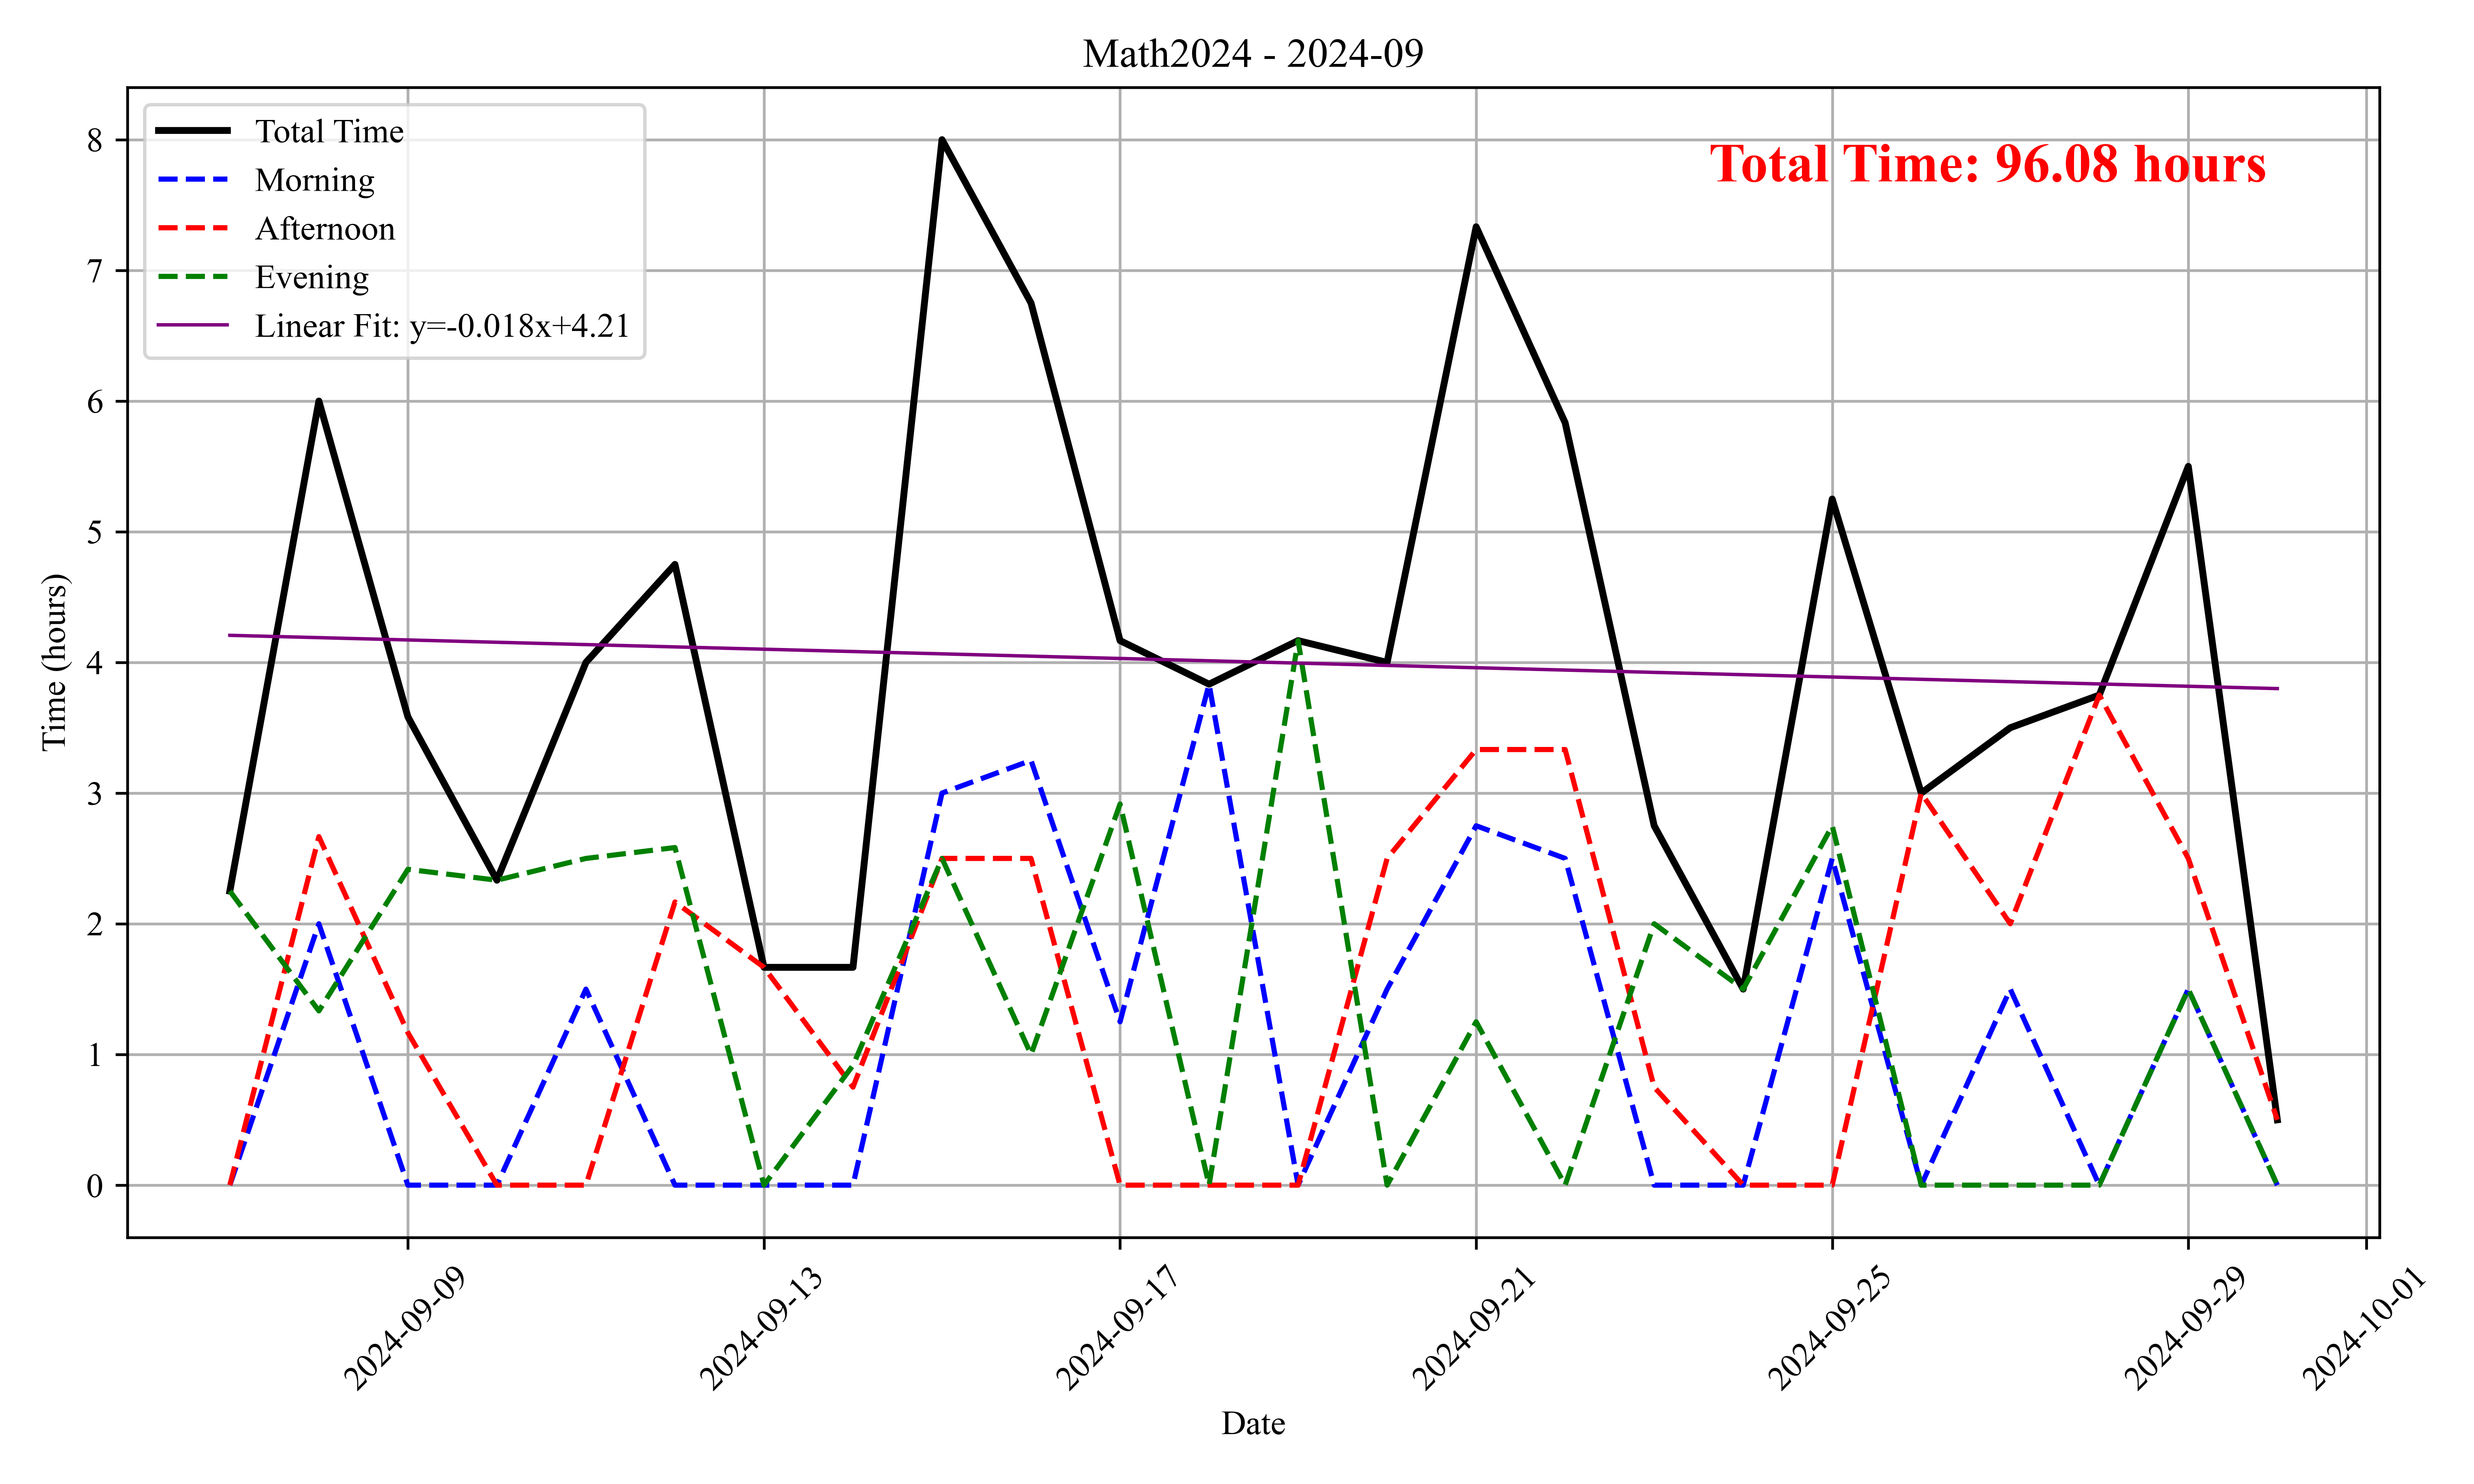 Math2024 - 2024-09
Total Time
Morning
Afternoon
Evening
Linear Fit: y=-0.018x+4.21
Total Time: 96.08 hours
8
7
6
5
4
3
2
1
0
Time (hours)
2024-09-09
2024-09-13
2024-09-17
2024-09-21
2024-09-25
2024-09-29
2024-10-01
Date